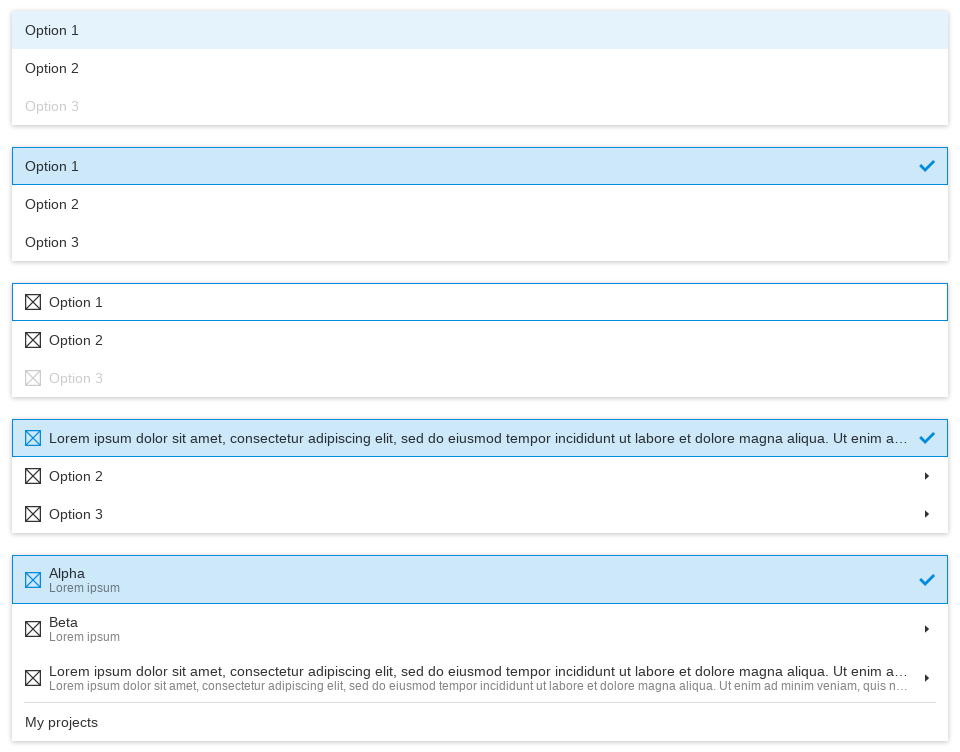 Option 1
Option 2
Option 3
Option 1
Option 2
Option 3
Option 1
Option 2
Option 3
Lorem ipsum dolor sit amet, consectetur adipiscing elit, sed do eiusmod tempor incididunt ut labore et dolore magna aliqua. Ut enim a…
Option 2
Option 3
Alpha
Lorem ipsum
Beta
Lorem ipsum
Lorem ipsum dolor sit amet, consectetur adipiscing elit, sed do eiusmod tempor incididunt ut labore et dolore magna aliqua. Ut enim a…
Lorem ipsum dolor sit amet, consectetur adipiscing elit, sed do eiusmod tempor incididunt ut labore et dolore magna aliqua. Ut enim ad minim veniam, quis n…
My projects